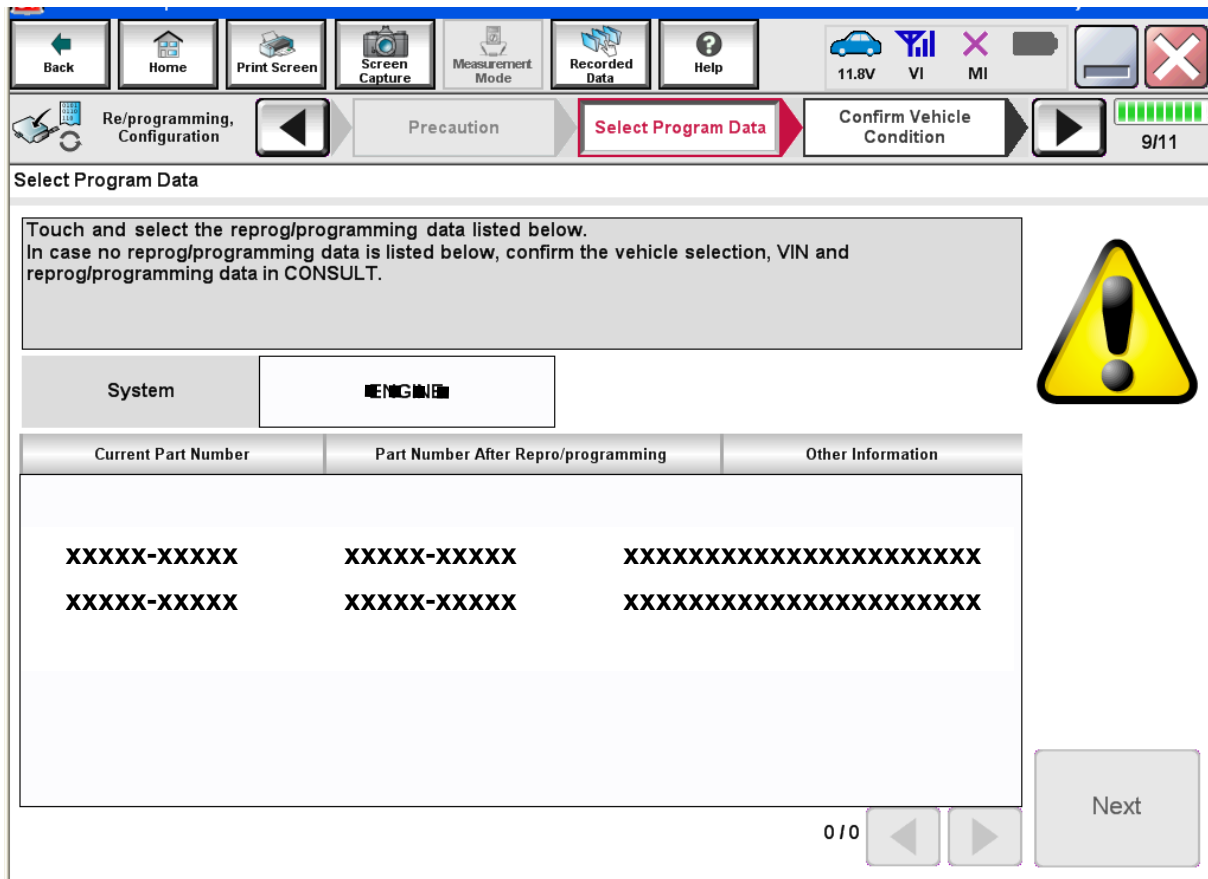 Back
Home
Print Screen
Screen Capture
Measurement Mode
Recorded Data
Help
11.8V
VI
MI
Re/programming, Configuration
Precaution
Select Program Data
Confirm Vehicle Condition
9/11
Select Program Data
Touch and select the reprog/programming data listed below.
In case no reprog/programming data is listed below, confirm the vehicle selection, VIN and
reprog/programming data in CONSULT.
System
ENGINE
Current Part Number
Part Number After Repro/programming
Other Information
XXXXX-XXXXX XXXXX-XXXXX XXXXXXXXXXXXXXXXXXXXXX
XXXXX-XXXXX XXXXX-XXXXX XXXXXXXXXXXXXXXXXXXXXX
0/0
Next